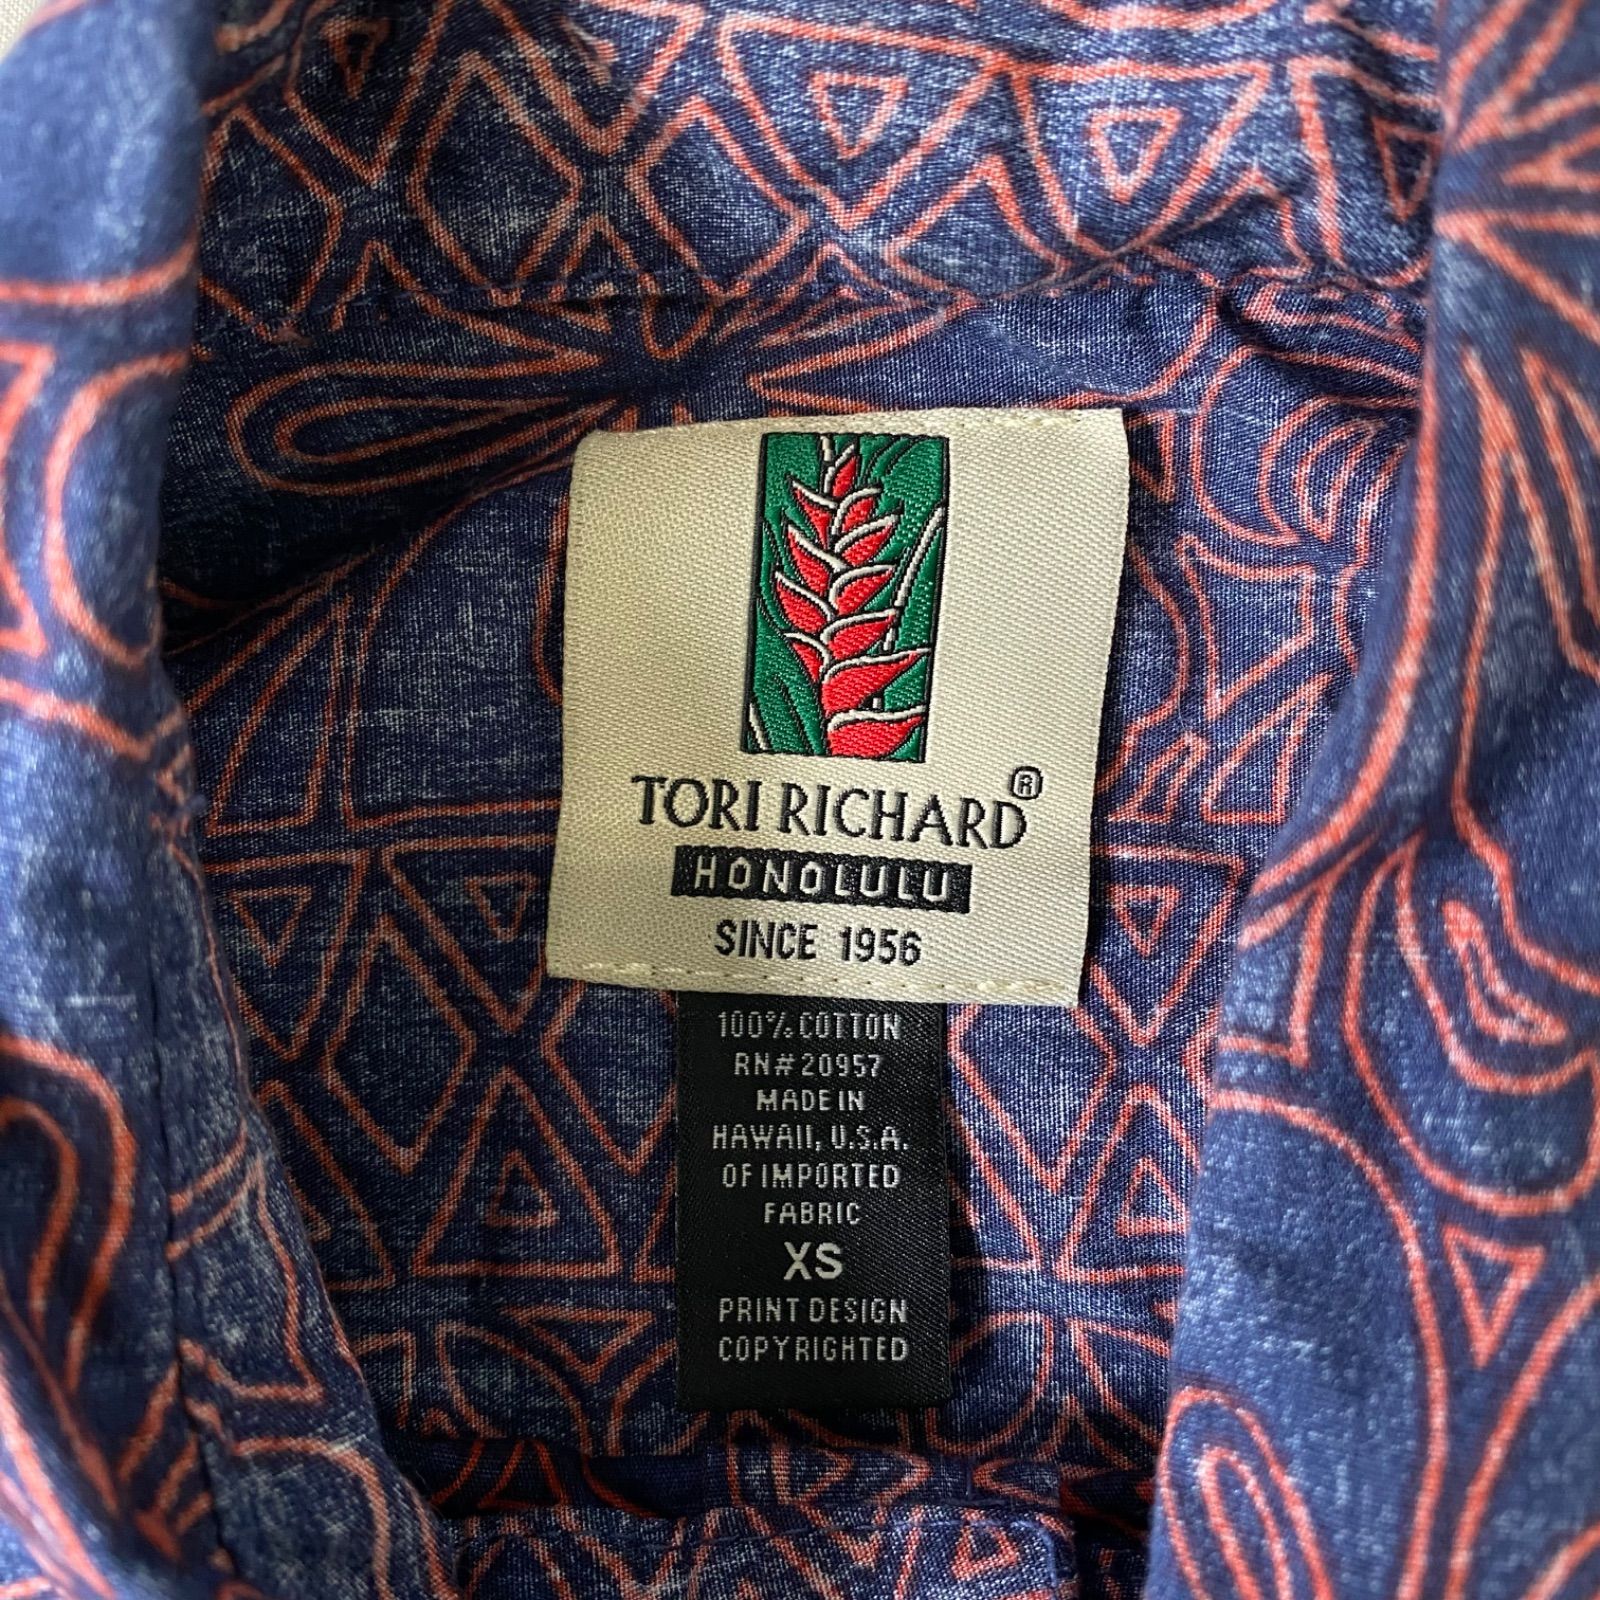 TORI RICHARD®
HONOLULU
SINCE 1956
100% COTTON
RN# 20957
MADE IN
HAWAII, U.S.A.
OF IMPORTED
FABRIC
XS
PRINT DESIGN
COPYRIGHTED